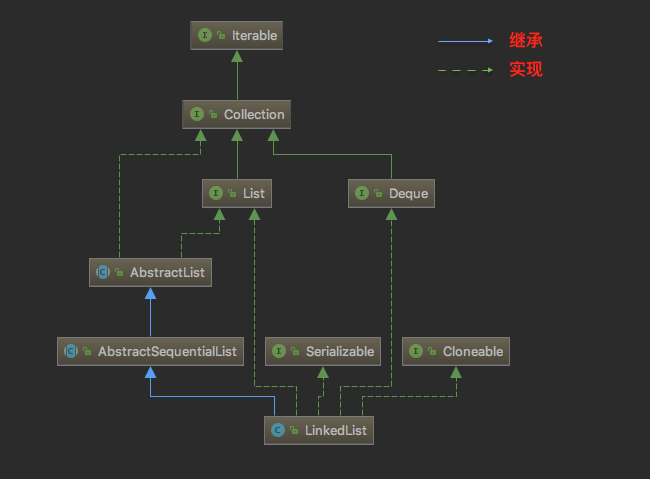 Iterable
继承
实现
Collection
List
Deque
AbstractList
AbstractSequentialList
Serializable
Cloneable
LinkedList